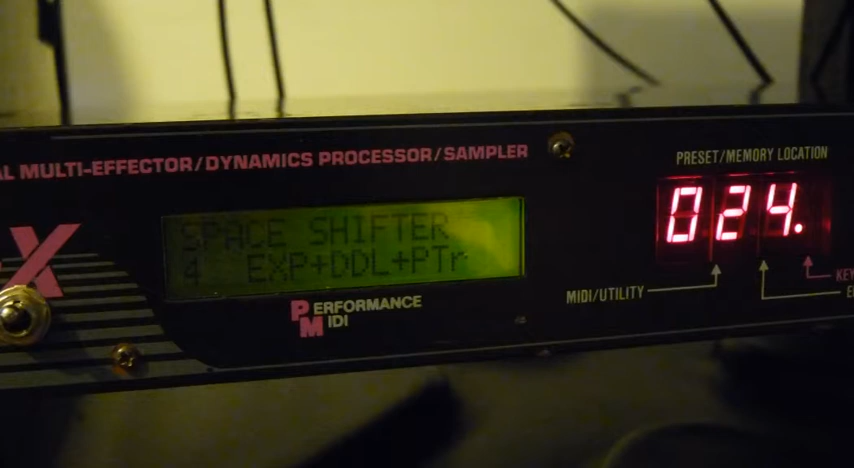 AL MULTI-EFFECTOR/DYNAMICS PROCESSOR/SAMPLER
PRESET/MEMORY LOCATION
024.
X
SPACE SHIFTER
4 EXP+DDL+PTr
PERFORMANCE
MIDI
MIDI/UTILITY
KEY
E